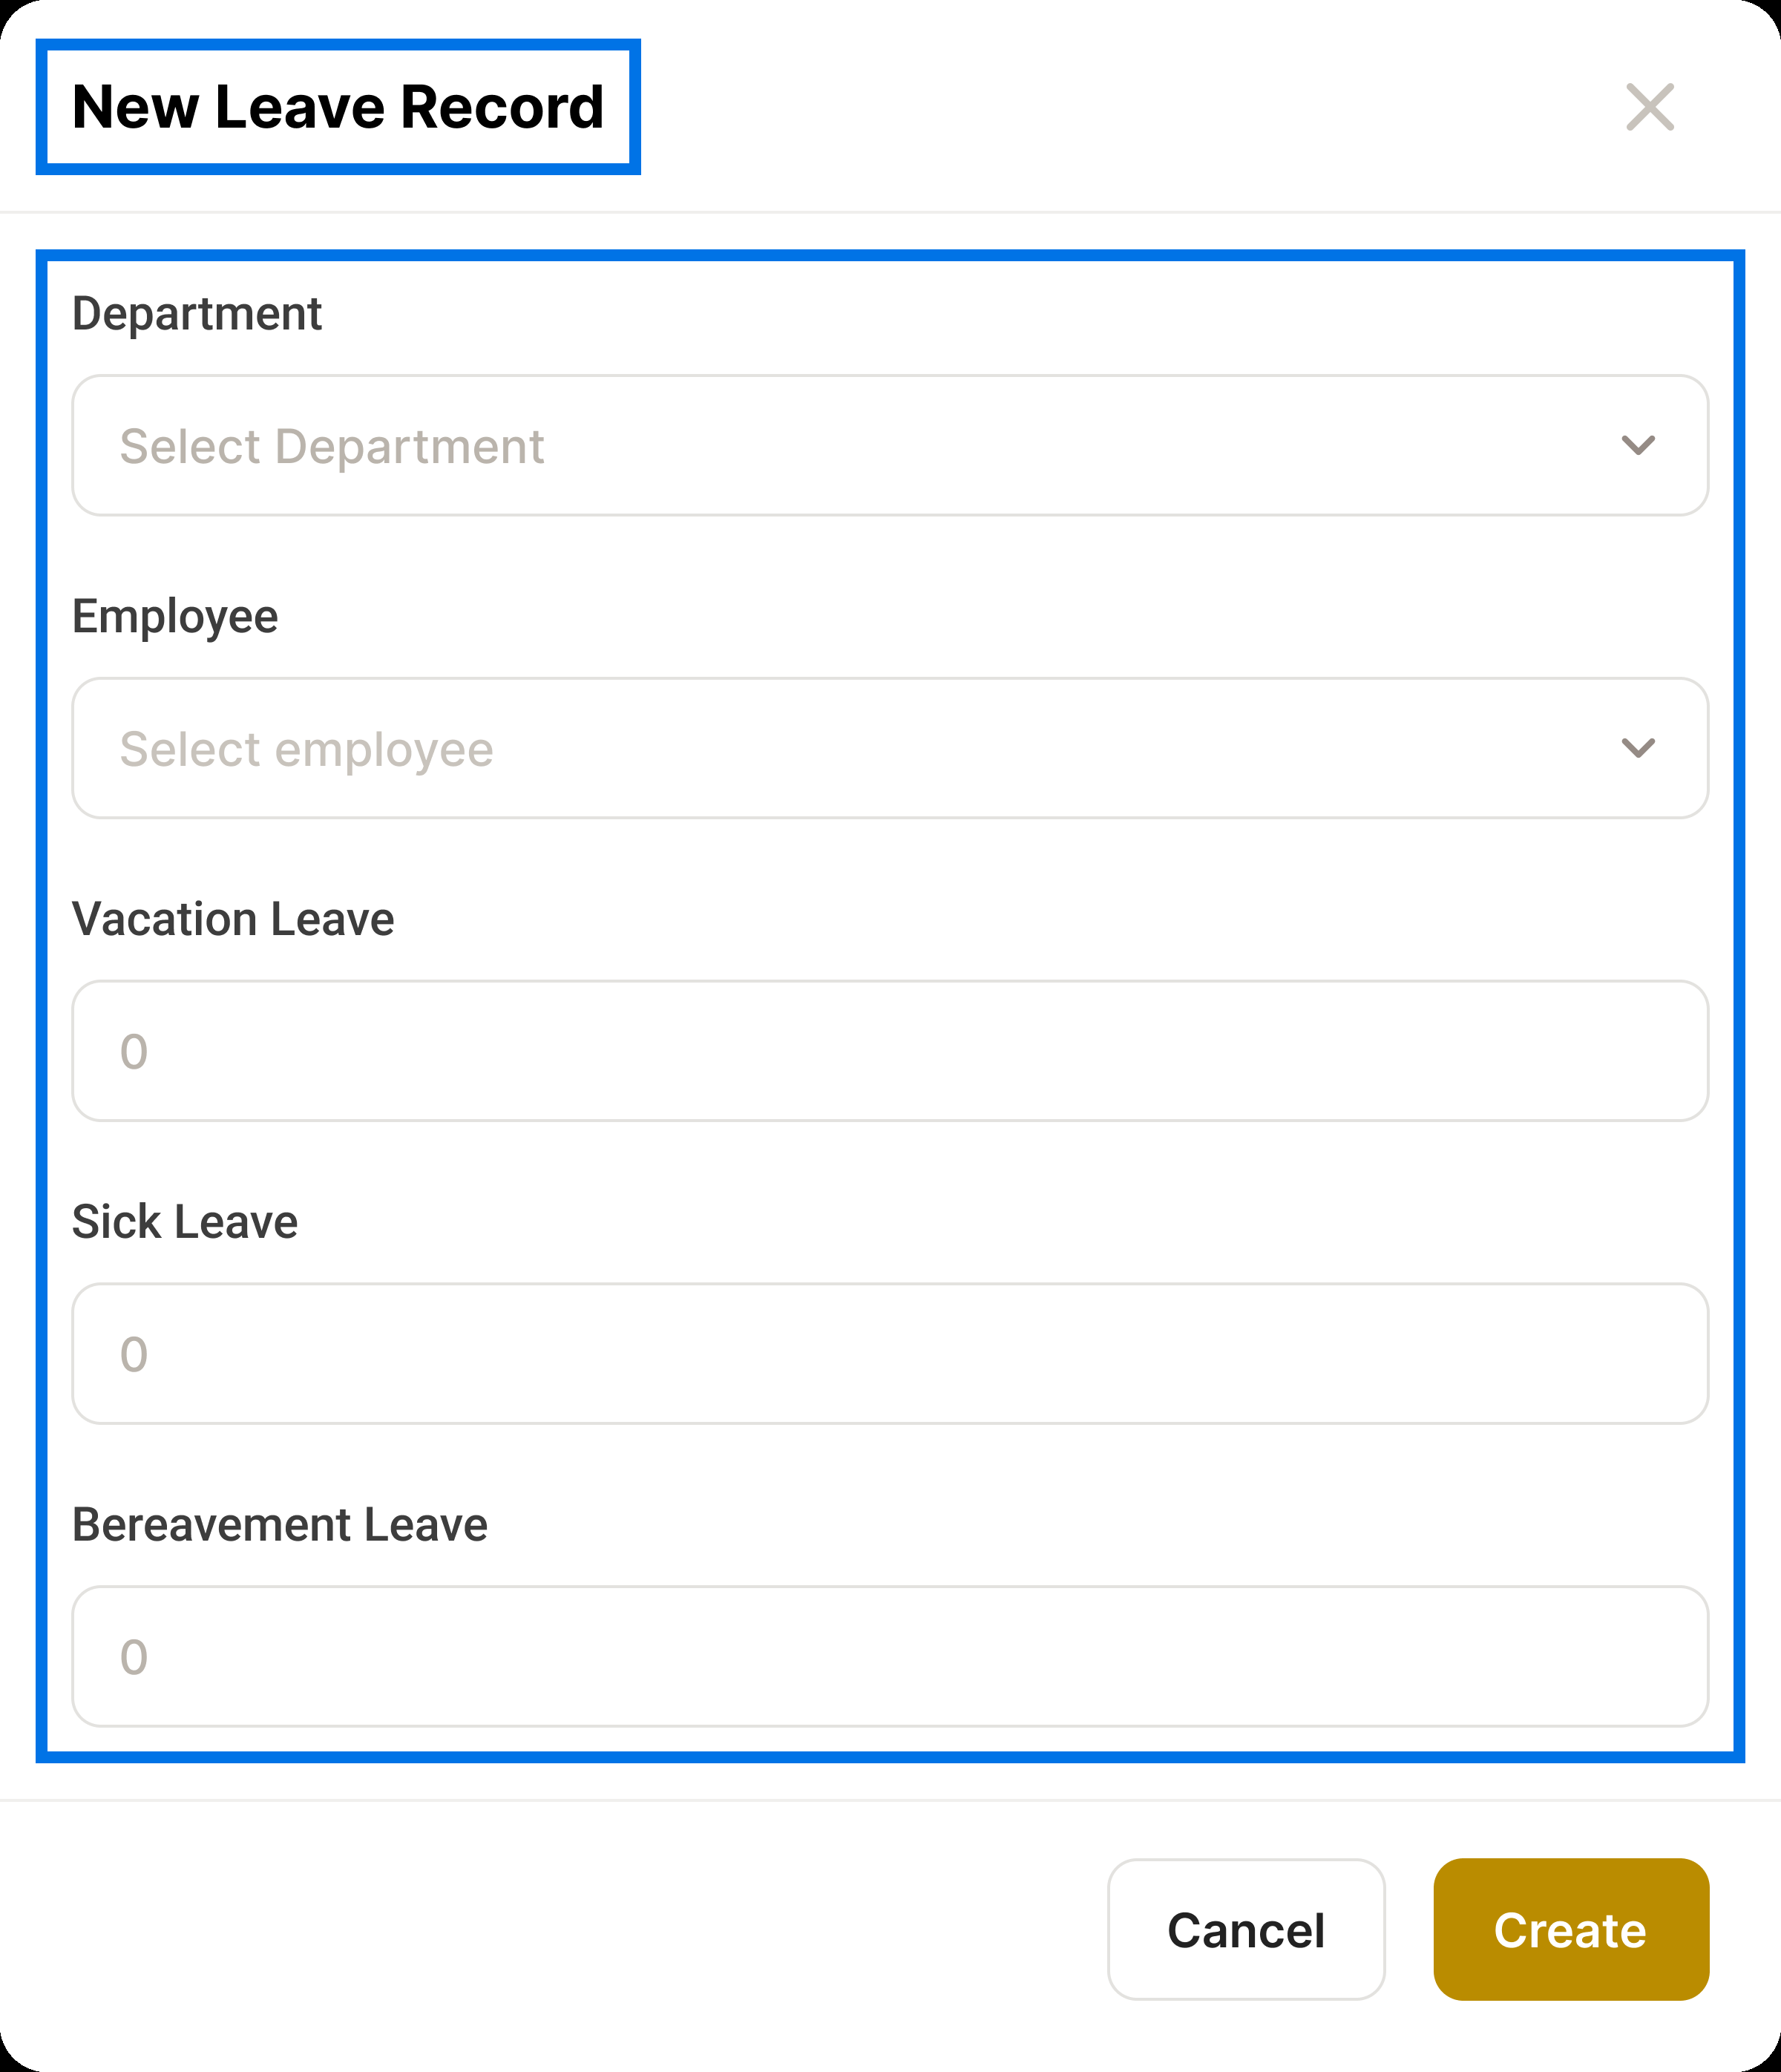 New Leave Record
Department
Select Department
Employee
Select employee
Vacation Leave
0
Sick Leave
0
Bereavement Leave
0
Cancel
Create